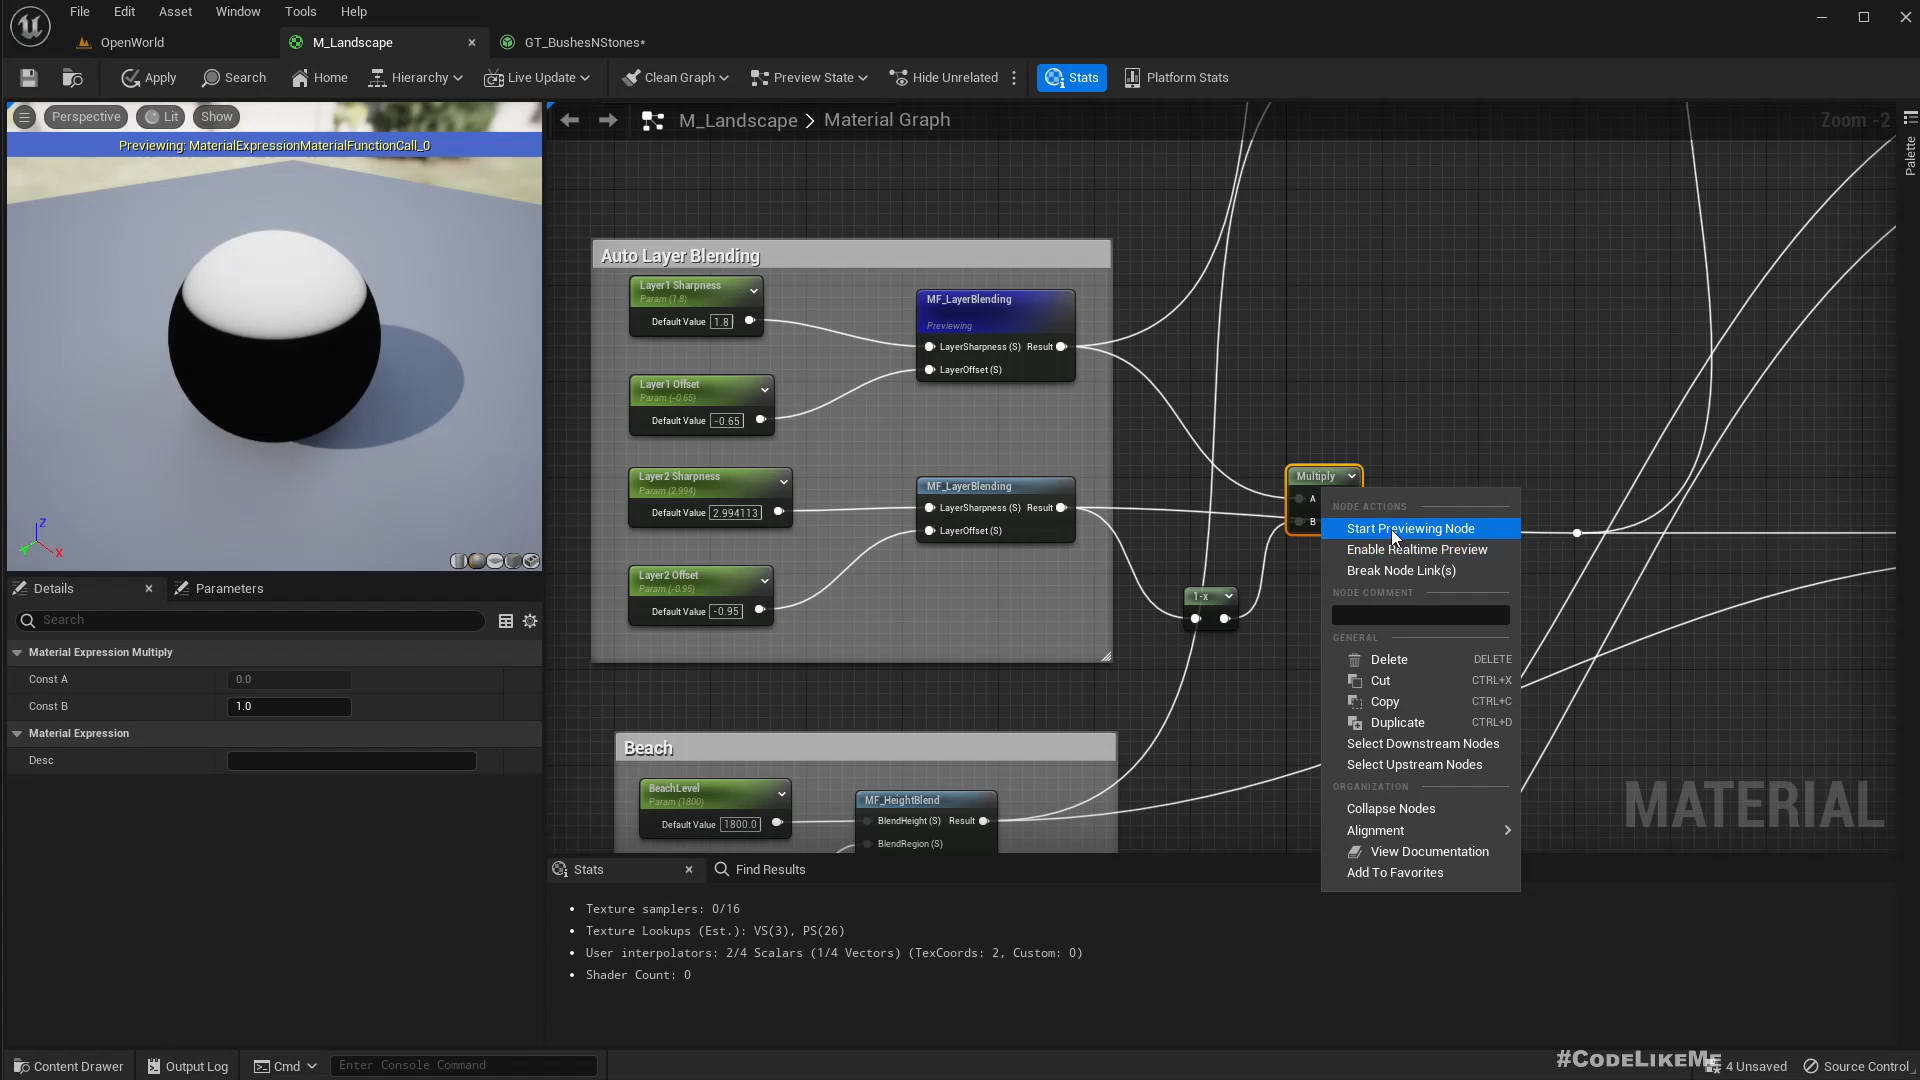 File Edit Asset Window Tools Help
OpenWorld M_Landscape GT_BushesNStones*
Apply Search Home Hierarchy Live Update Clean Graph Preview State Hide Unrelated Stats Platform Stats
Perspective Lit Show
Previewing: MaterialExpressionMaterialFunctionCall_0
M_Landscape > Material Graph
Zoom -2
Palette
Auto Layer Blending
Layer1 Sharpness
Param (1.8)
Default Value 1.8
MF_LayerBlending
Previewing
LayerSharpness (S) Result
LayerOffset (S)
Layer1 Offset
Param (-0.65)
Default Value -0.65
Layer2 Sharpness
Param (2.994)
Default Value 2.994113
MF_LayerBlending
LayerSharpness (S) Result
LayerOffset (S)
Layer2 Offset
Param (-0.95)
Default Value -0.95
Multiply
A
B
1-x
NODE ACTIONS
Start Previewing Node
Enable Realtime Preview
Break Node Link(s)
NODE COMMENT
GENERAL
Delete DELETE
Cut CTRL+X
Copy CTRL+C
Duplicate CTRL+D
Select Downstream Nodes
Select Upstream Nodes
ORGANIZATION
Collapse Nodes
Alignment
View Documentation
Add To Favorites
Beach
BeachLevel
Param (1800)
Default Value 1800.0
MF_HeightBlend
BlendHeight (S) Result
BlendRegion (S)
MATERIAL
Z
X
Details Parameters
Search
Material Expression Multiply
Const A 0.0
Const B 1.0
Material Expression
Desc
Stats Find Results
Texture samplers: 0/16
Texture Lookups (Est.): VS(3), PS(26)
User interpolators: 2/4 Scalars (1/4 Vectors) (TexCoords: 2, Custom: 0)
Shader Count: 0
Content Drawer Output Log Cmd Enter Console Command
#CodeLikeMe
4 Unsaved Source Control